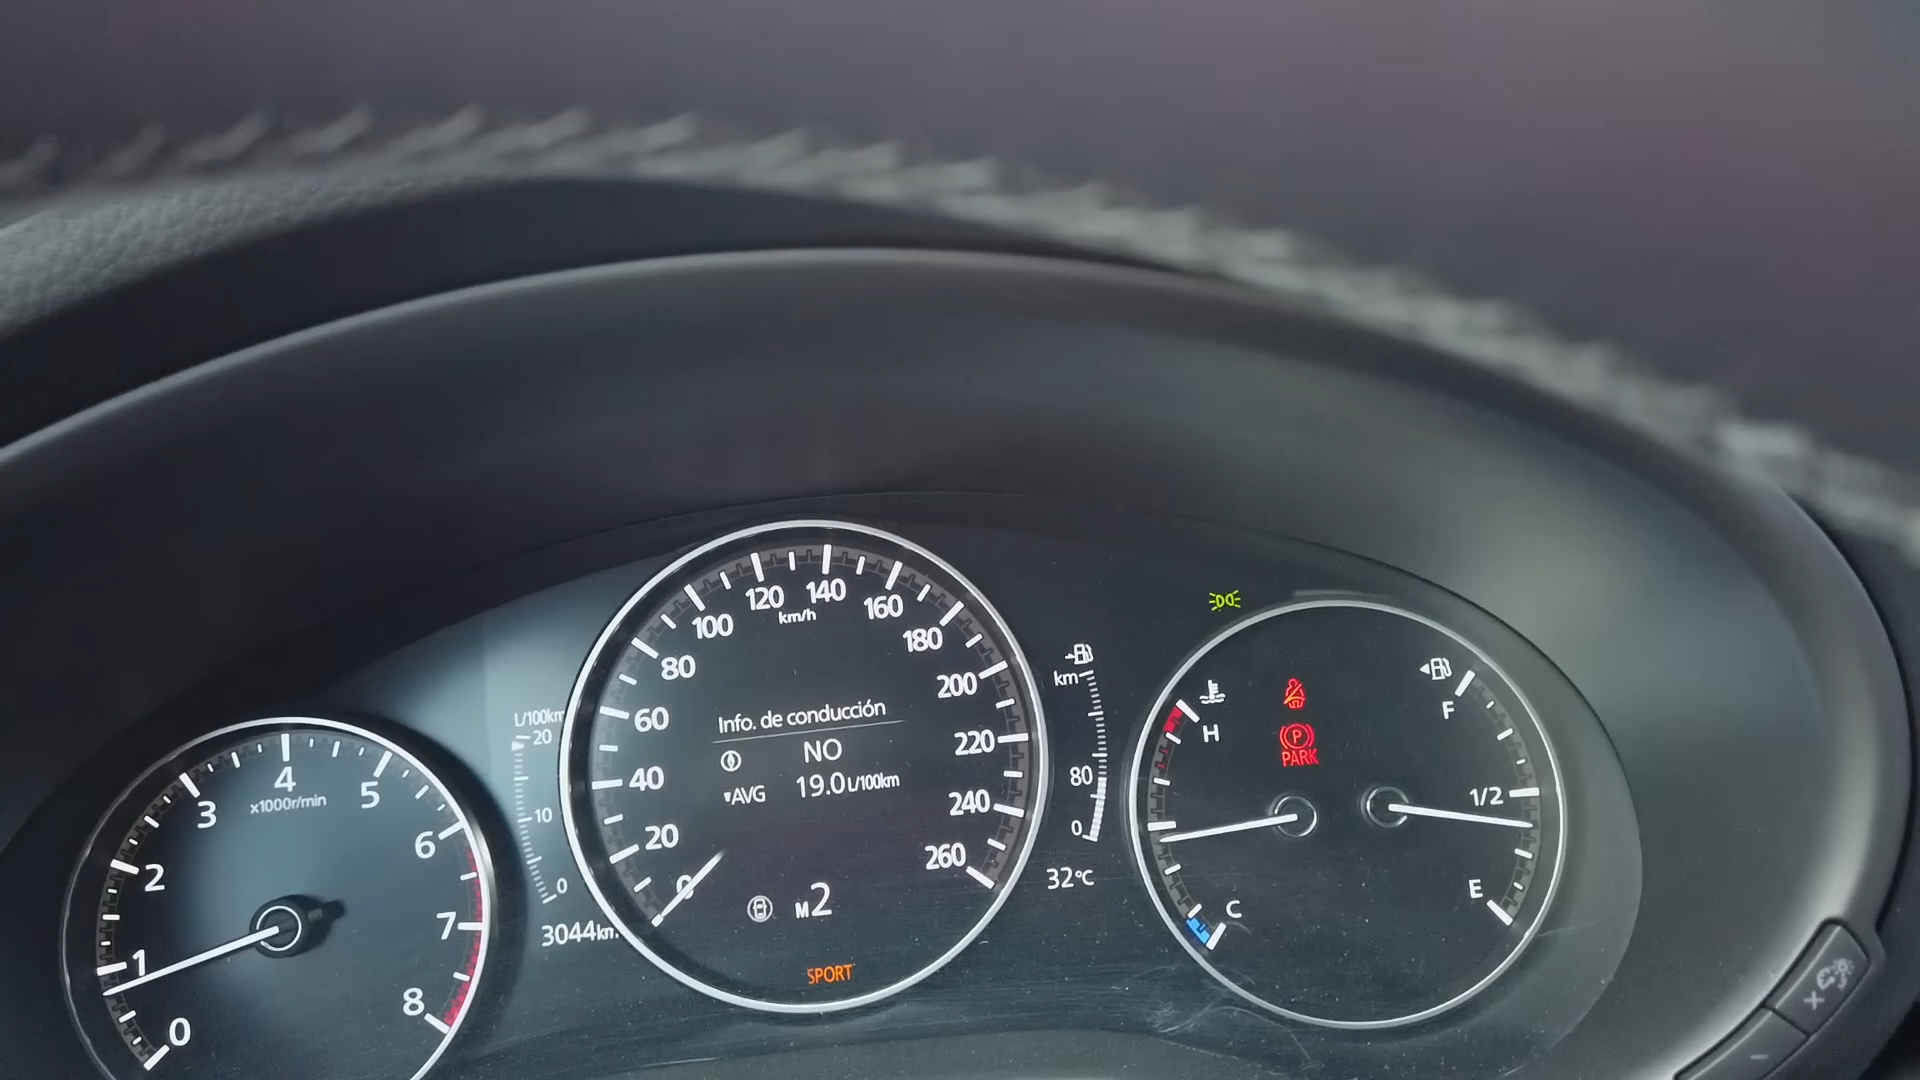 0
1
2
3
4
5
6
7
8
x1000r/min
L/100km
20
10
0
3044km
0
20
40
60
80
100
120
140
160
180
200
220
240
260
km/h
Info. de conducción
NO
AVG 19.0 L/100km
M2
SPORT
km
80
0
32°C
H
C
P
PARK
F
1/2
E